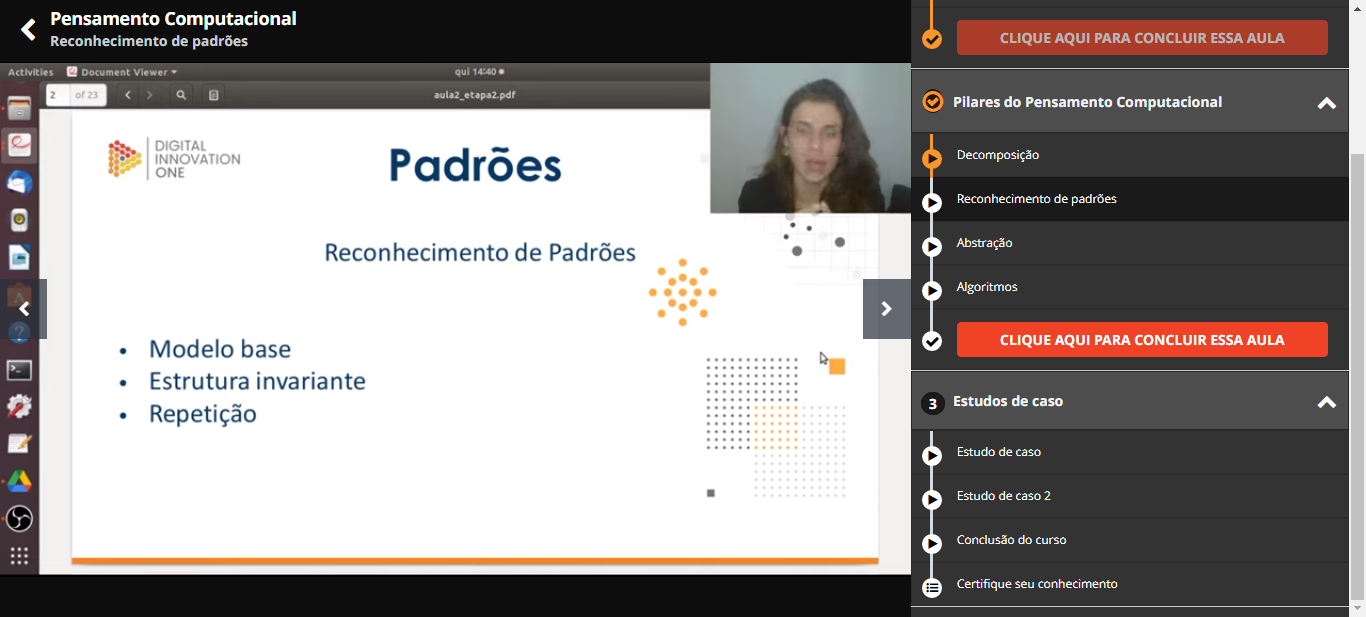 Pensamento Computacional
Reconhecimento de padrões
Activities
Document Viewer
qui 14:40
2
of 23
aula2_etapa2.pdf
DIGITAL
INNOVATION
ONE
Padrões
Reconhecimento de Padrões
• Modelo base
• Estrutura invariante
• Repetição
CLIQUE AQUI PARA CONCLUIR ESSA AULA
Pilares do Pensamento Computacional
Decomposição
Reconhecimento de padrões
Abstração
Algoritmos
CLIQUE AQUI PARA CONCLUIR ESSA AULA
3
Estudos de caso
Estudo de caso
Estudo de caso 2
Conclusão do curso
Certifique seu conhecimento